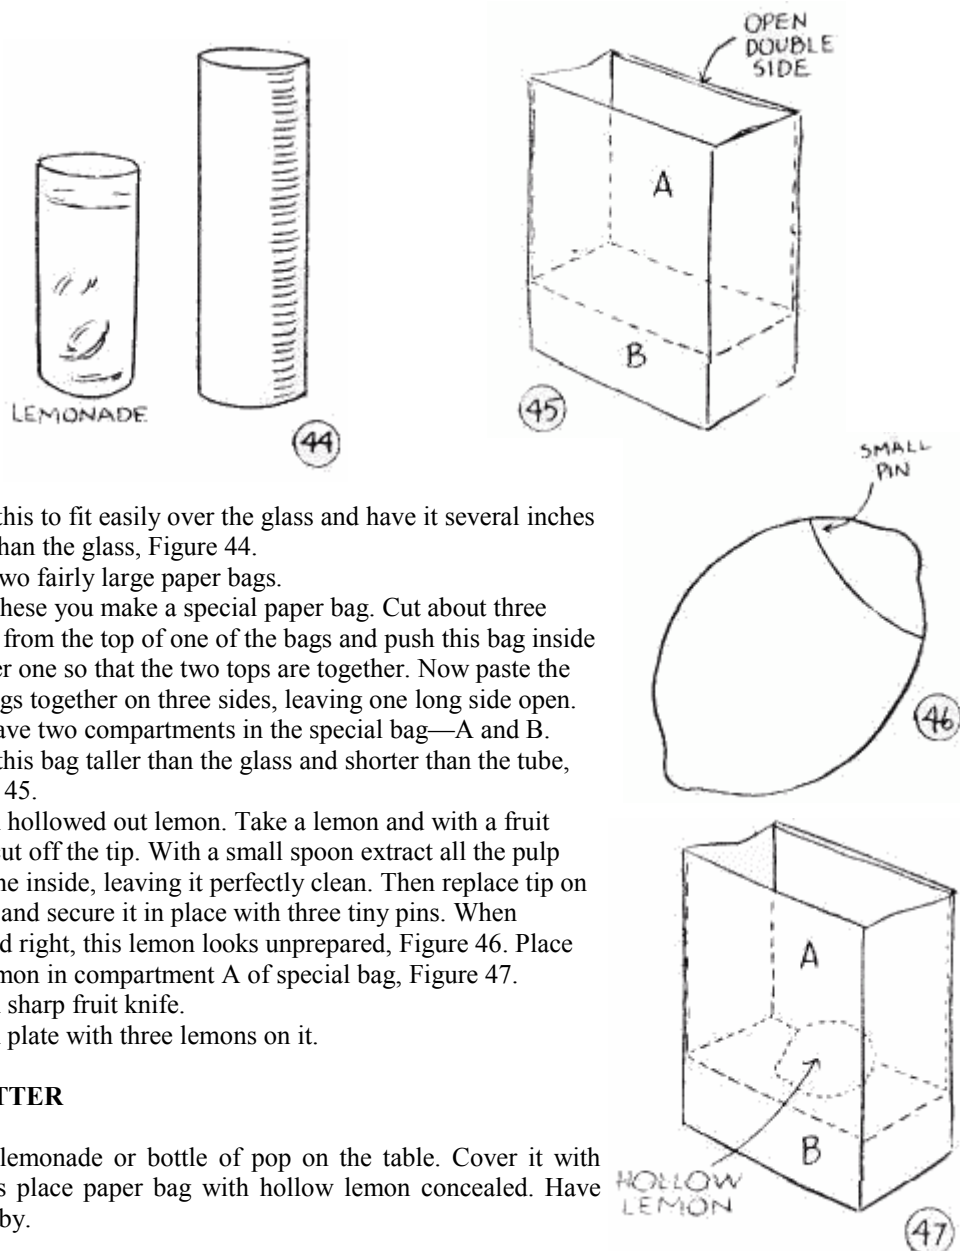 OPEN
DOUBLE
SIDE
A
B
LEMONADE
44
45
SMALL
PIN
this to fit easily over the glass and have it several inches
han the glass, Figure 44.
wo fairly large paper bags.
hese you make a special paper bag. Cut about three
from the top of one of the bags and push this bag inside
er one so that the two tops are together. Now paste the
gs together on three sides, leaving one long side open.
ave two compartments in the special bag—A and B.
this bag taller than the glass and shorter than the tube,
45.
hollowed out lemon. Take a lemon and with a fruit
ut off the tip. With a small spoon extract all the pulp
ne inside, leaving it perfectly clean. Then replace tip on
and secure it in place with three tiny pins. When
d right, this lemon looks unprepared, Figure 46. Place
mon in compartment A of special bag, Figure 47.
sharp fruit knife.
plate with three lemons on it.
46
A
B
HOLLOW
LEMON
47
TTER
lemonade or bottle of pop on the table. Cover it with
s place paper bag with hollow lemon concealed. Have
by.